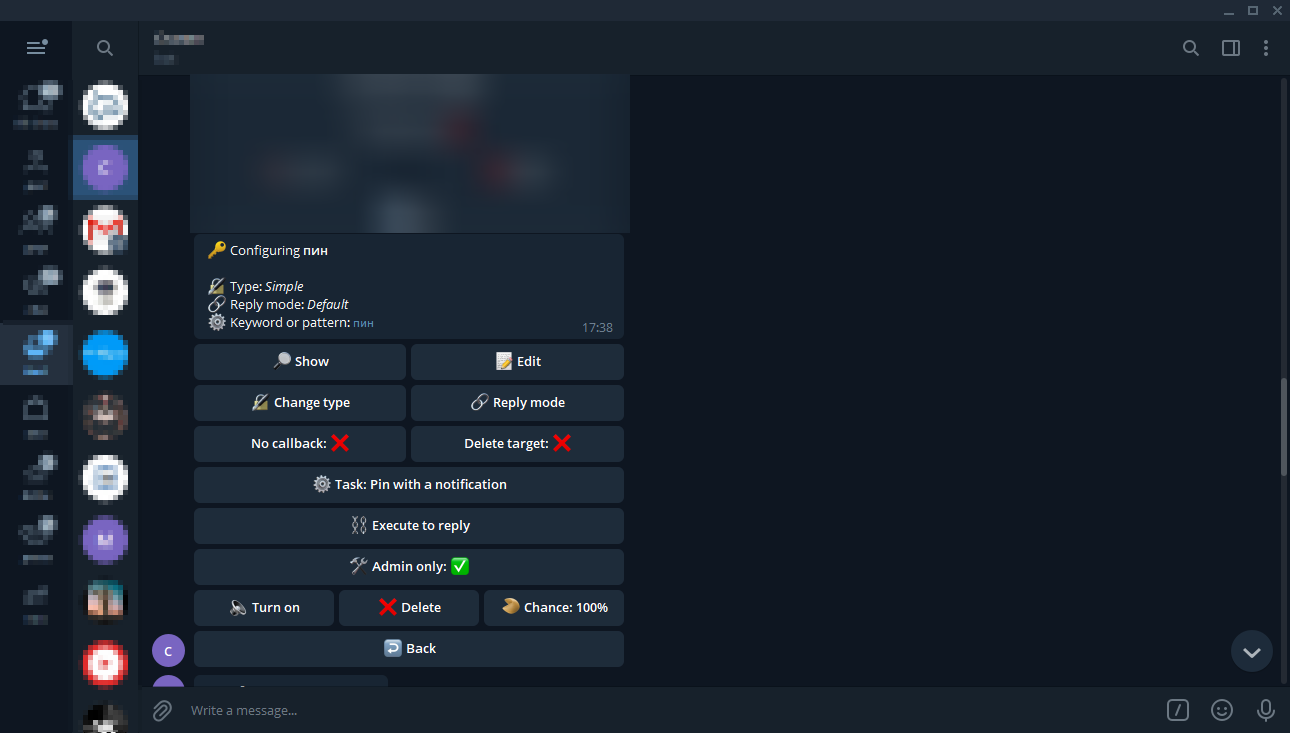 Configuring пин
Type: Simple
Reply mode: Default
Keyword or pattern: пин
17:38
Show
Edit
Change type
Reply mode
No callback:
Delete target:
Task: Pin with a notification
Execute to reply
Admin only:
Turn on
Delete
Chance: 100%
C
Back
Write a message...